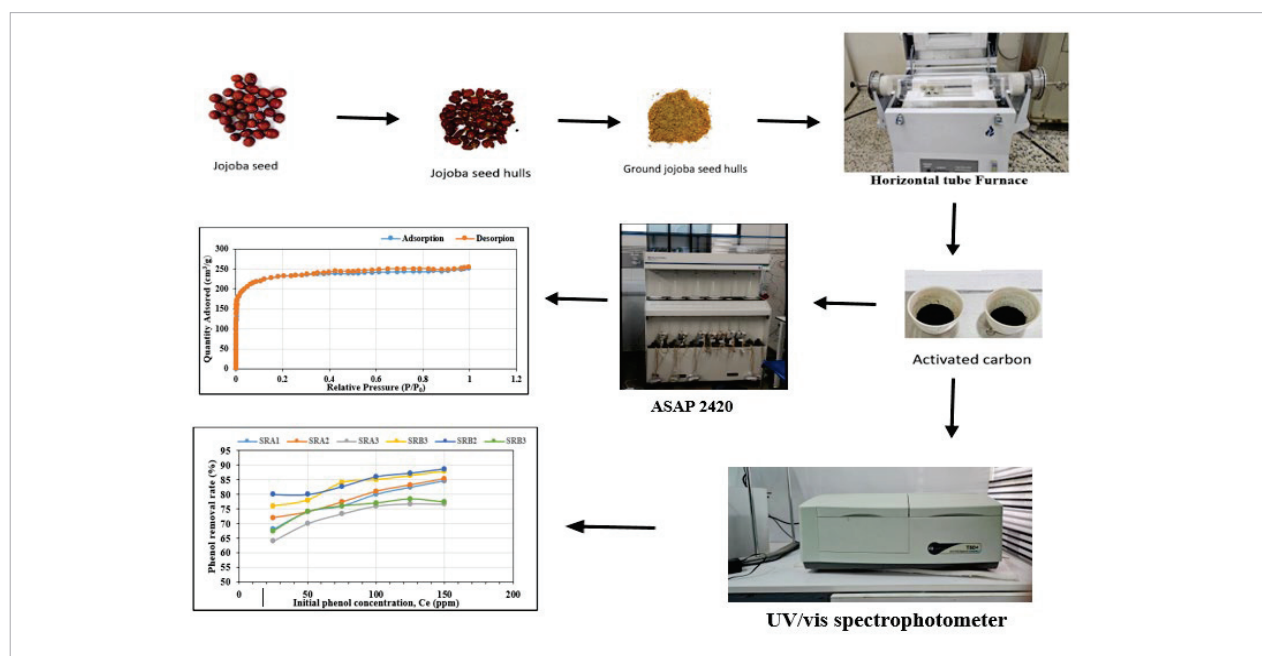 Jojoba seed
Jojoba seed hulls
Ground jojoba seed hulls
Horizontal tube Furnace
Adsorption Desorpion
Quantity Adsored (cm³/g)
300
250
200
150
100
50
0
0 0.2 0.4 0.6 0.8 1 1.2
Relative Pressure (P/P₀)
ASAP 2420
Activated carbon
SRA1 SRA2 SRA3 SRB3 SRB2 SRB3
Phenol removal rate (%)
95
90
85
80
75
70
65
60
55
50
0 50 100 150 200
Initial phenol concentration, Ce (ppm)
UV/vis spectrophotometer